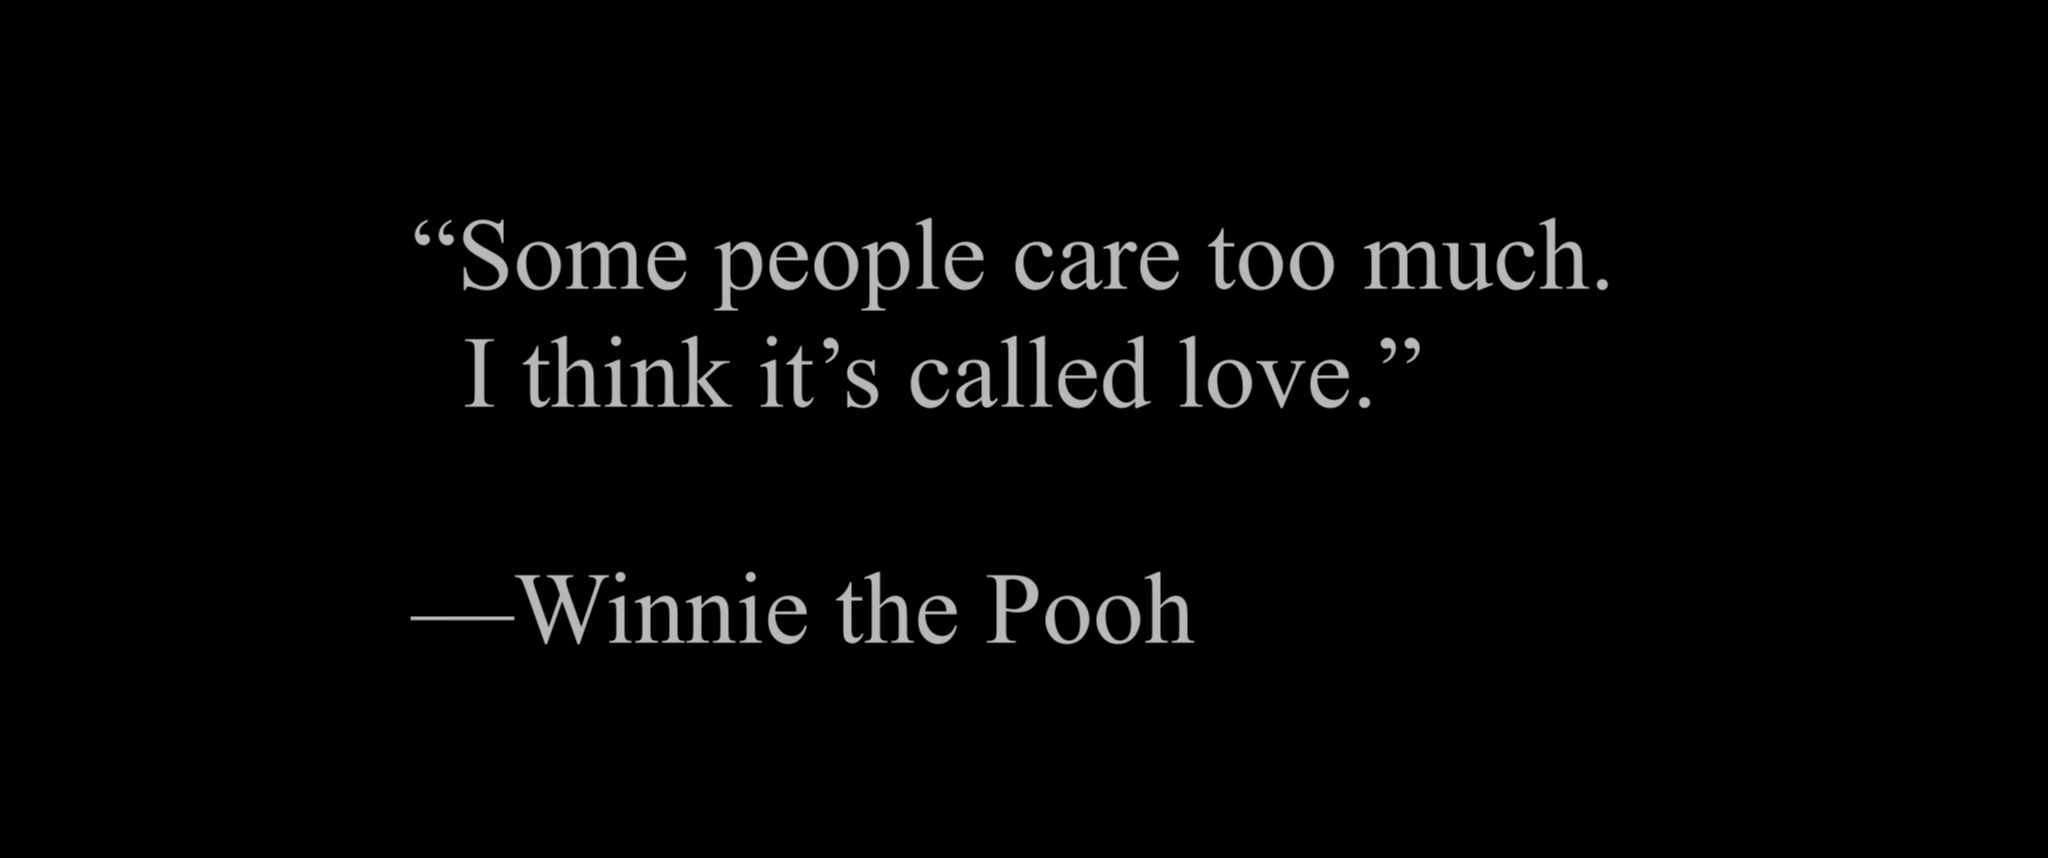 “Some people care too much.
I think it’s called love.”
—Winnie the Pooh